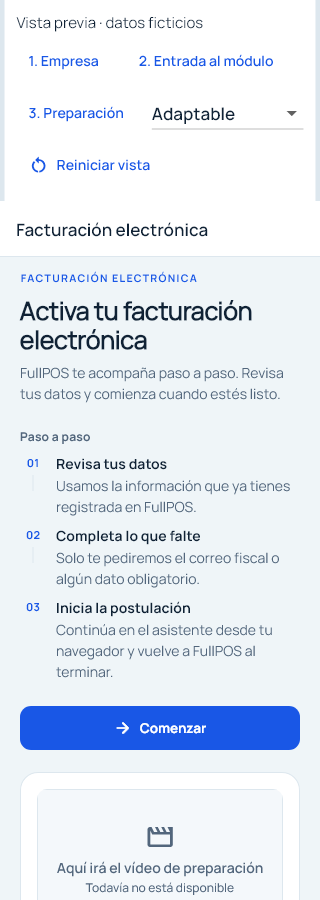 Vista previa · datos ficticios
1. Empresa
2. Entrada al módulo
3. Preparación
Adaptable
Reiniciar vista
Facturación electrónica
FACTURACIÓN ELECTRÓNICA
Activa tu facturación
electrónica
FullPOS te acompaña paso a paso. Revisa
tus datos y comienza cuando estés listo.
Paso a paso
01 Revisa tus datos
Usamos la información que ya tienes
registrada en FullPOS.
02 Completa lo que falte
Solo te pediremos el correo fiscal o
algún dato obligatorio.
03 Inicia la postulación
Continúa en el asistente desde tu
navegador y vuelve a FullPOS al
terminar.
Comenzar
Aquí irá el vídeo de preparación
Todavía no está disponible